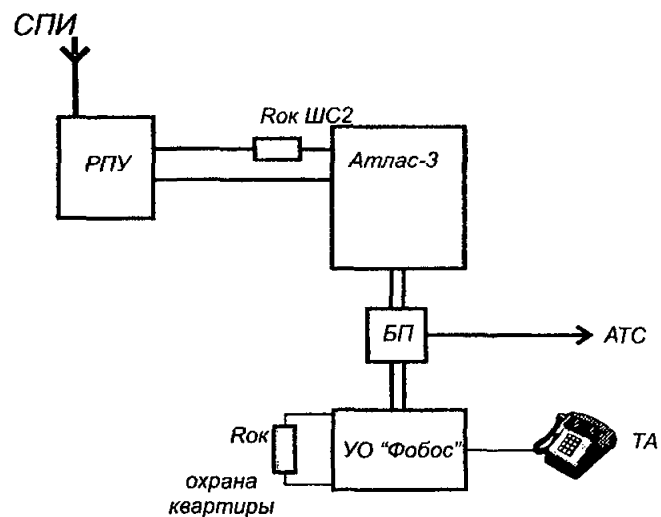 СПИ
Rок ШС2
РПУ
Атлас-3
БП
АТС
Rок
УО "Фобос"
ТА
охрана
квартиры